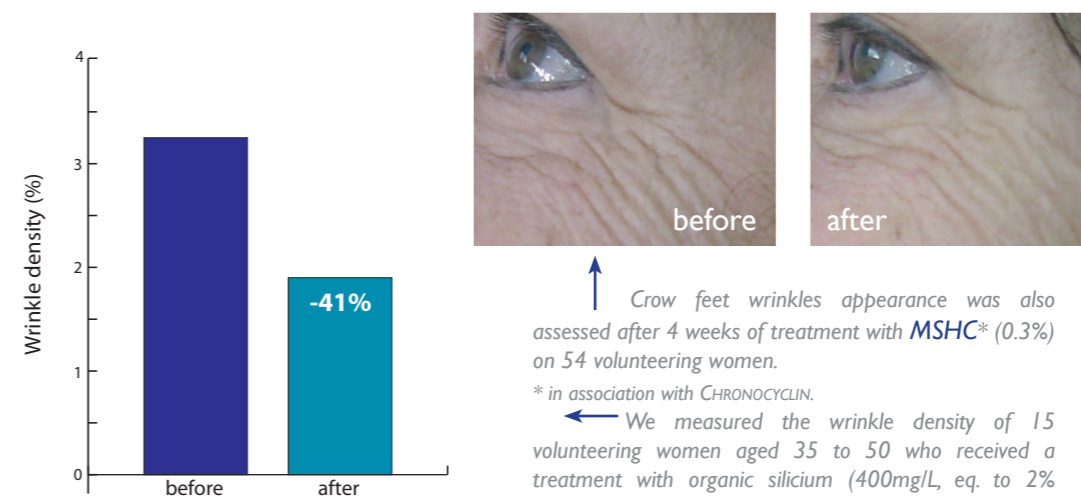 4
3
2
1
0
Wrinkle density (%)
-41%
before
after
before
after
Crow feet wrinkles appearance was also
assessed after 4 weeks of treatment with MSHC* (0.3%)
on 54 volunteering women.
* in association with CHRONOCYCLIN.
We measured the wrinkle density of 15
volunteering women aged 35 to 50 who received a
treatment with organic silicium (400mg/L, eq. to 2%